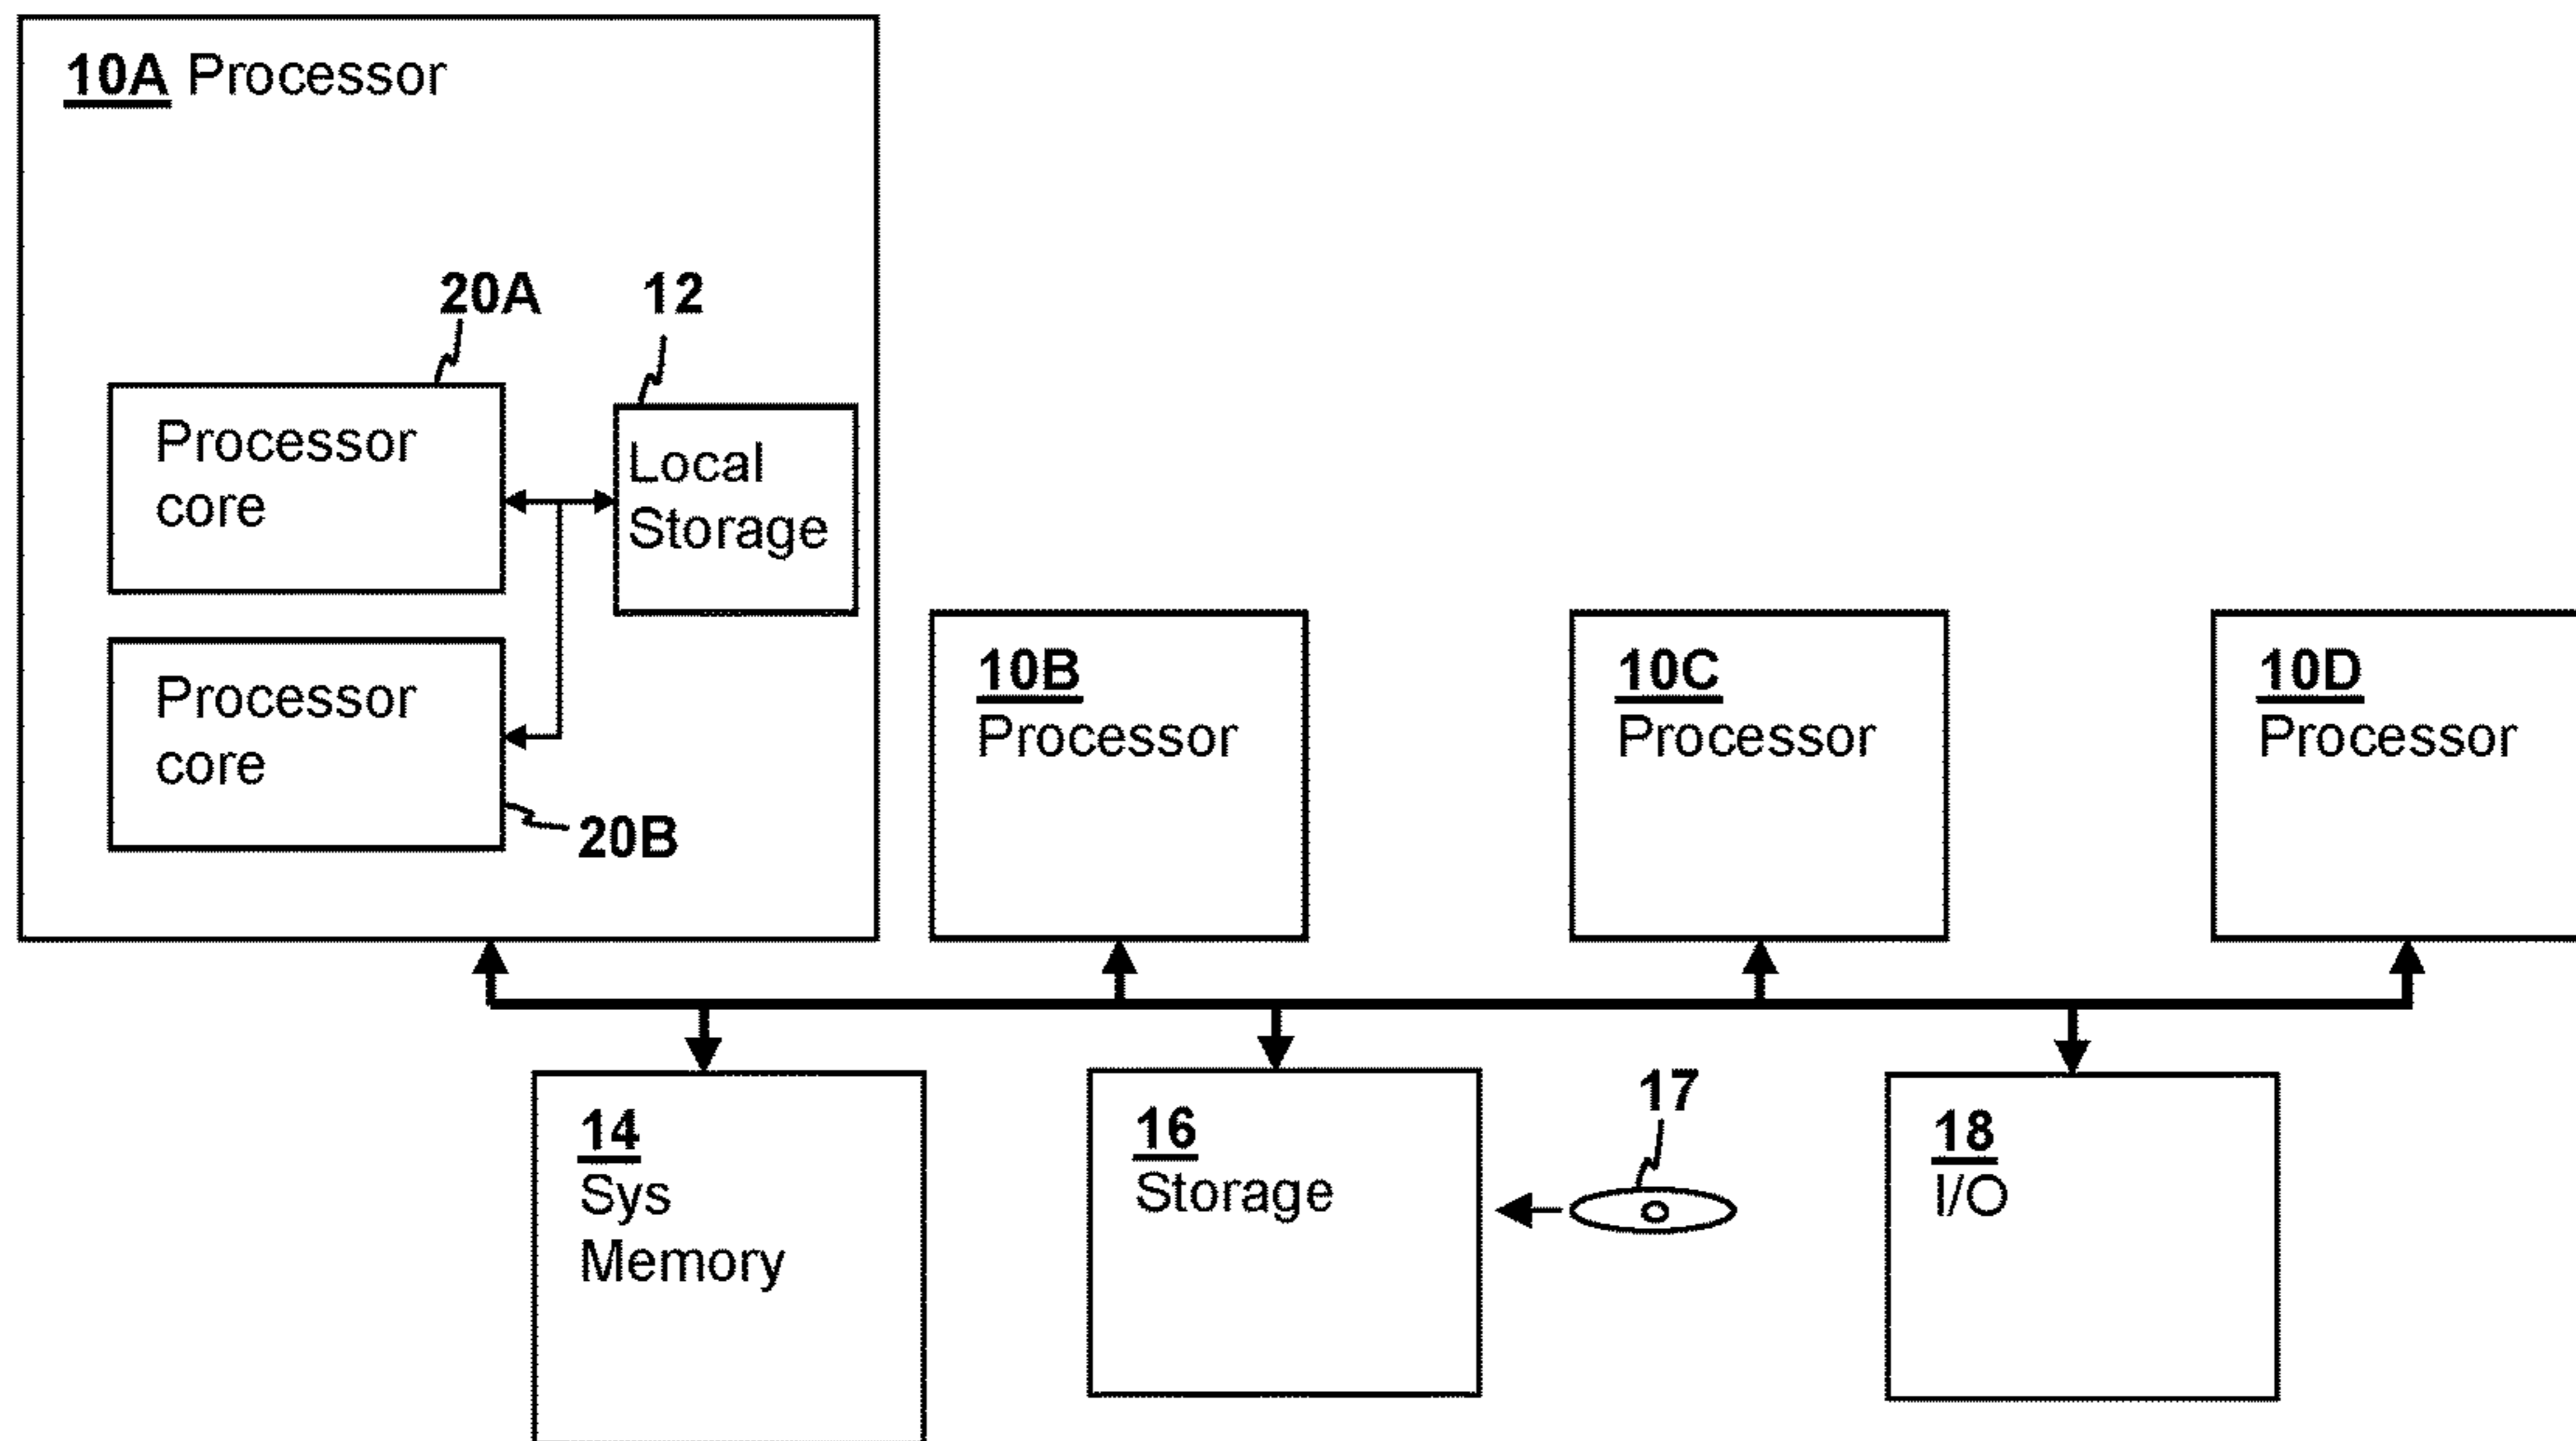 10A Processor
20A
12
Processor
core
Local
Storage
Processor
core
20B
10B
Processor
10C
Processor
10D
Processor
14
Sys
Memory
16
Storage
17
18
I/O